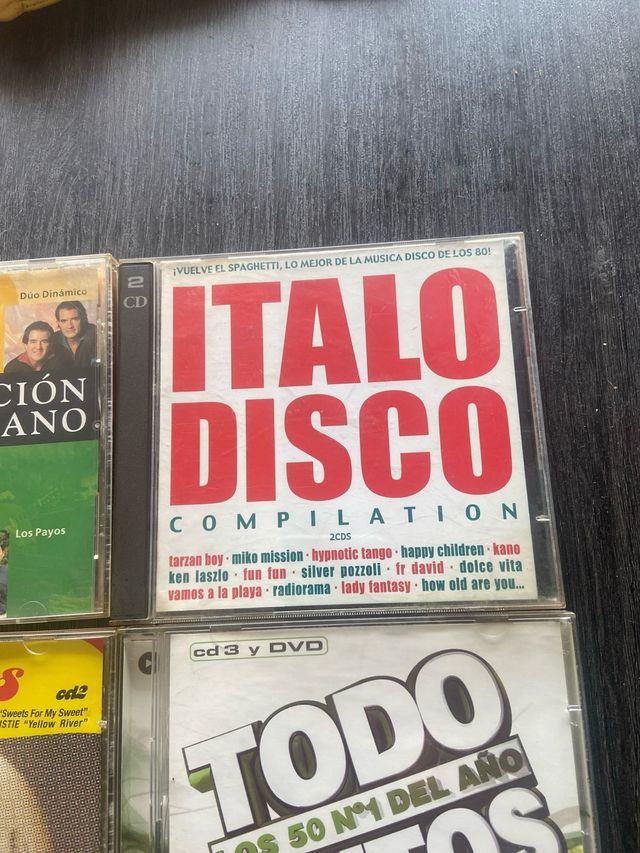 Dúo Dinámico
CIÓN
ANO
Los Payos
2
CD
¡VUELVE EL SPAGHETTI, LO MEJOR DE LA MUSICA DISCO DE LOS 80!
ITALO
DISCO
COMPILATION
2CDS
tarzan boy · miko mission · hypnotic tango · happy children · kano
ken laszlo · fun fun · silver pozzoli · fr david · dolce vita
vamos a la playa · radiorama · lady fantasy · how old are you...
S
cd2
"Sweets For My Sweet"
STIE "Yellow River"
cd 3 y DVD
TODO
LOS 50 Nº1 DEL AÑO
ITOS